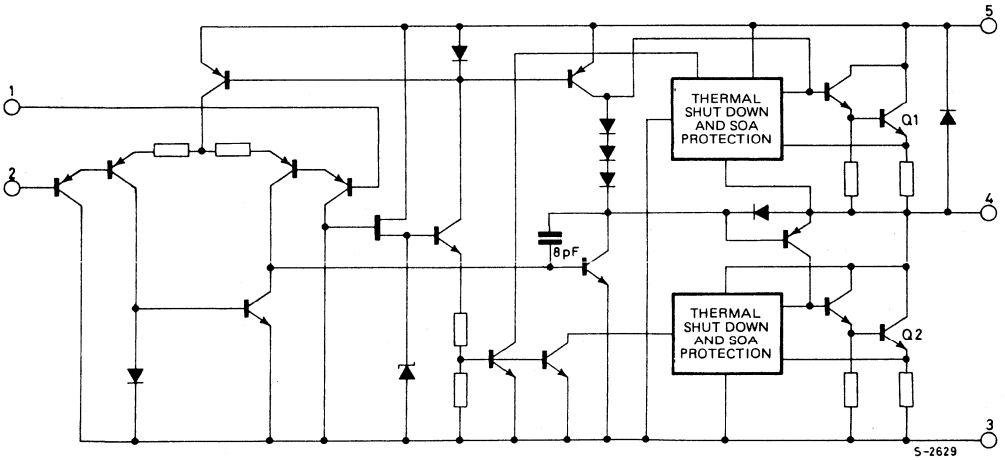 5
1
THERMAL
SHUT DOWN
AND SOA
PROTECTION
Q1
2
4
8pF
THERMAL
SHUT DOWN
AND SOA
PROTECTION
Q2
3
S-2629